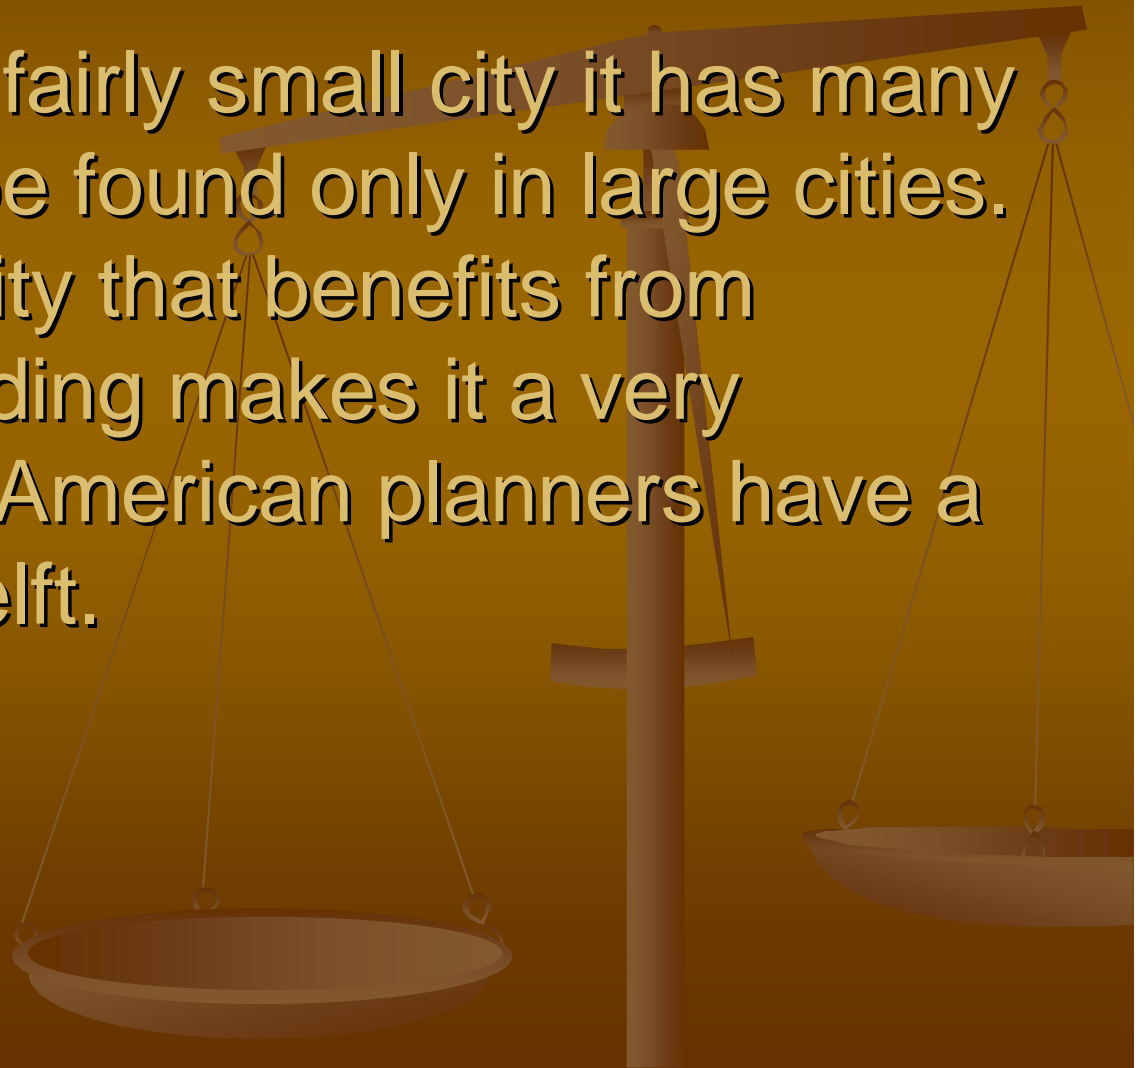 fairly small city it has many
be found only in large cities.
ity that benefits from
ding makes it a very
American planners have a
elft.